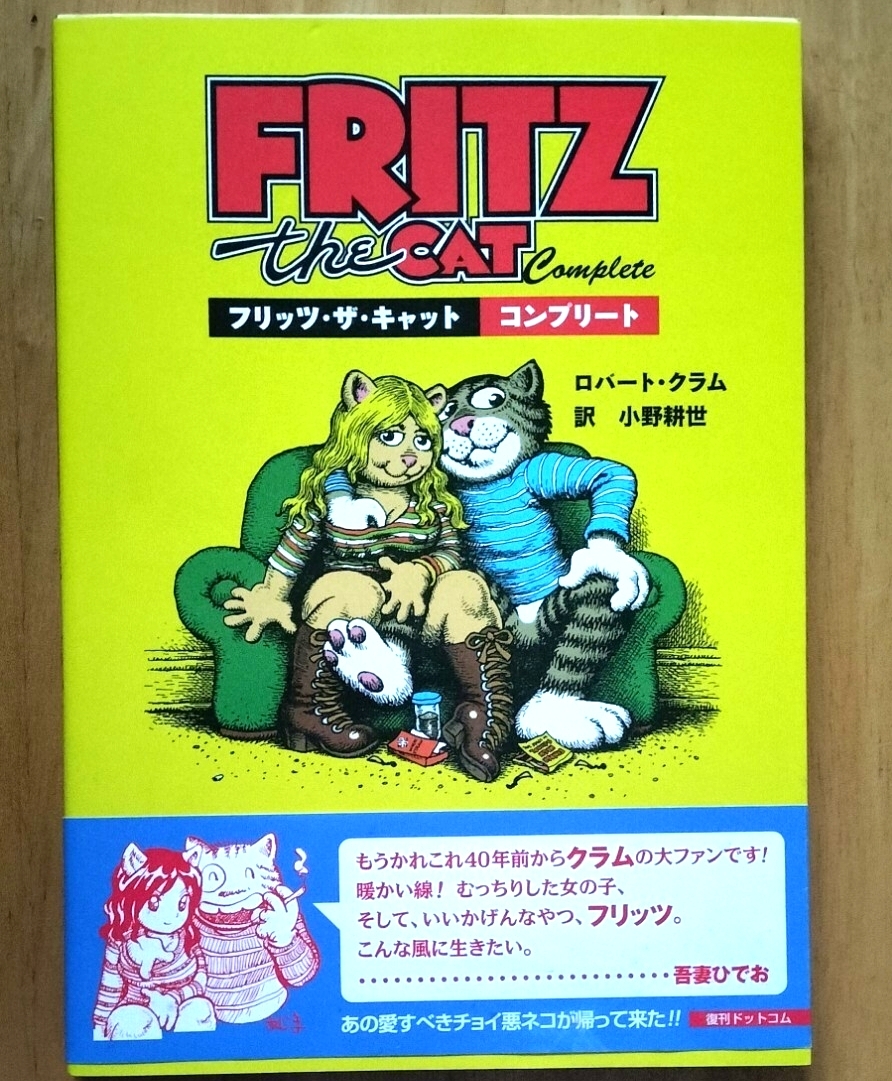 FRITZ
the CAT Complete
フリッツ・ザ・キャット コンプリート
ロバート・クラム
訳 小野耕世
もうかれこれ40年前からクラムの大ファンです!
暖かい線! むっちりした女の子、
そして、いいかげんなやつ、フリッツ。
こんな風に生きたい。
吾妻ひでお
あの愛すべきチョイ悪ネコが帰って来た!! 復刊ドットコム